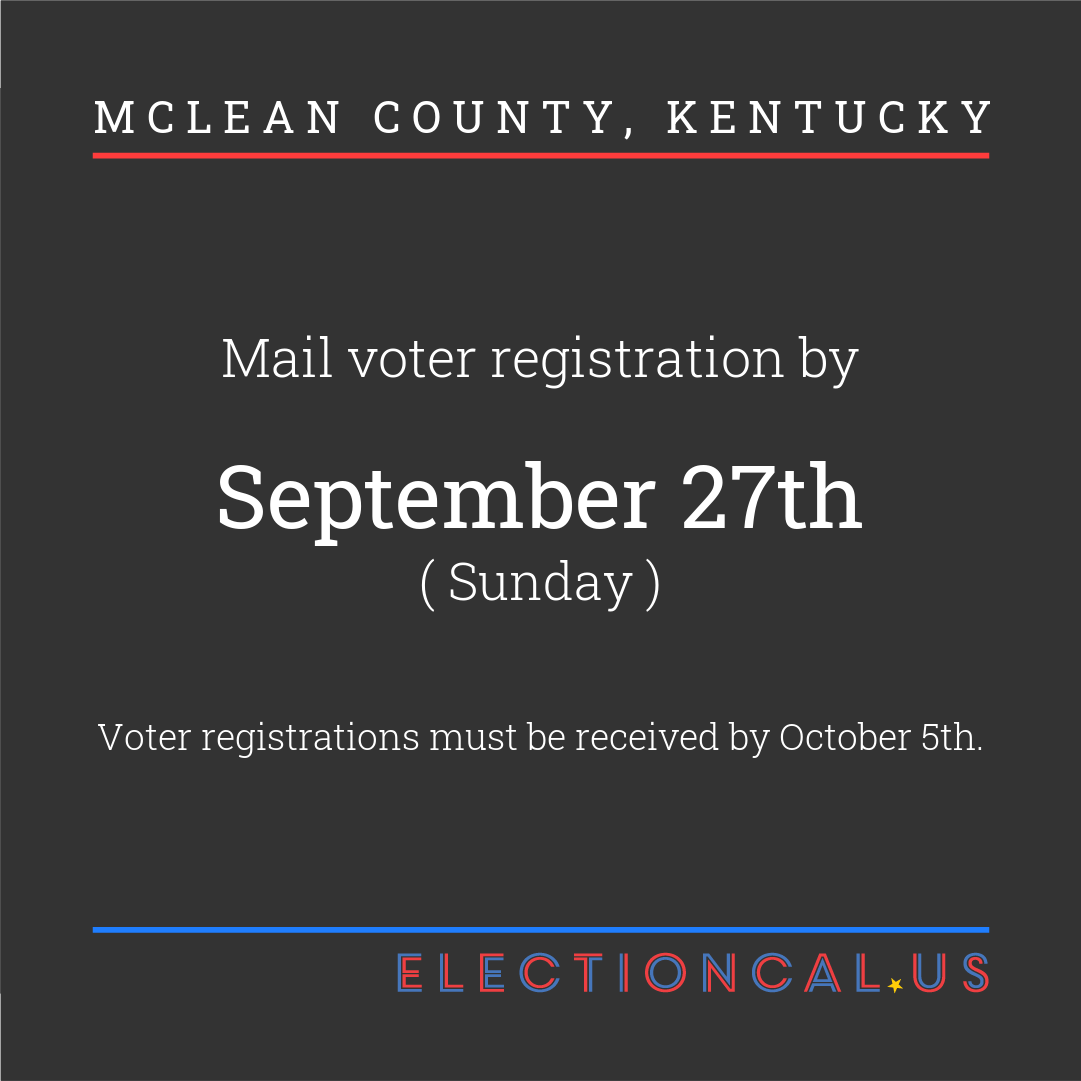 MCLEAN COUNTY, KENTUCKY
Mail voter registration by
September 27th
( Sunday )
Voter registrations must be received by October 5th.
ELECTIONCAL.US